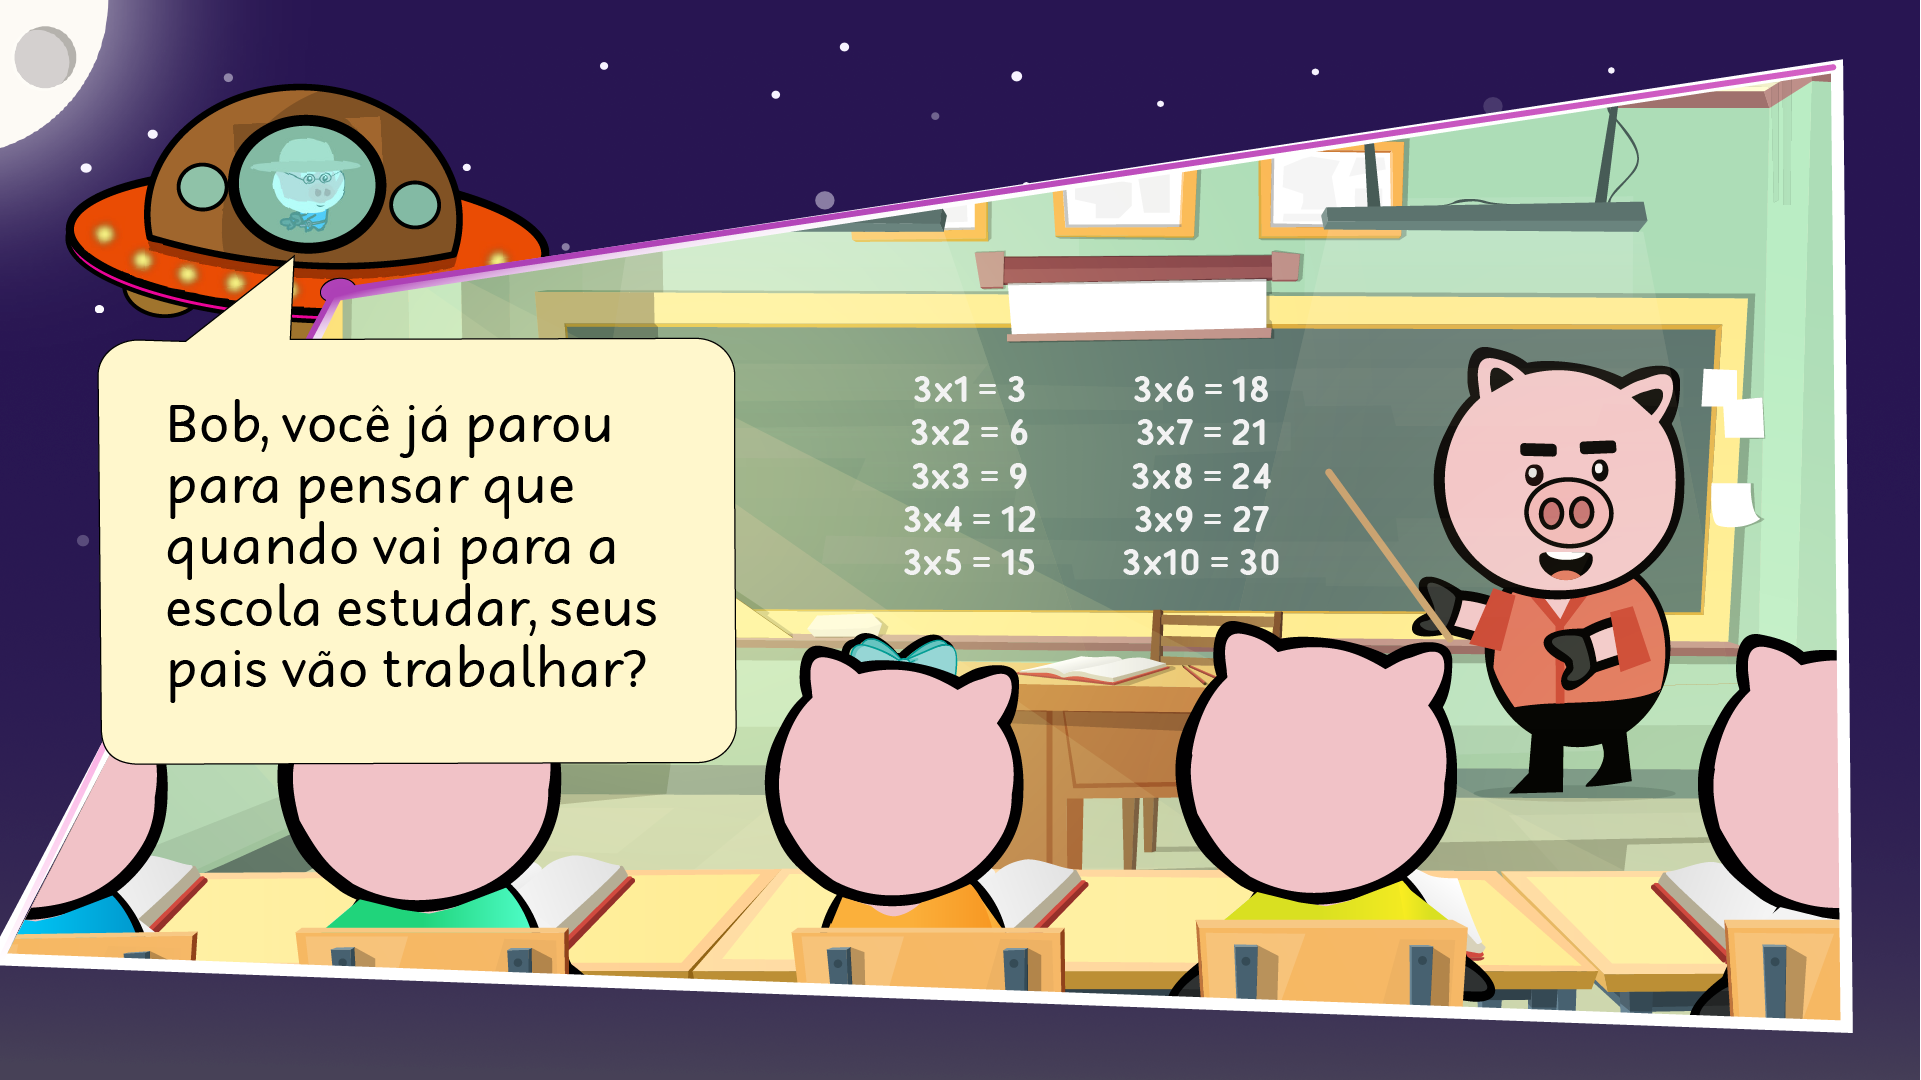 Bob, você já parou
para pensar que
quando vai para a
escola estudar, seus
pais vão trabalhar?
3x1 = 3
3x2 = 6
3x3 = 9
3x4 = 12
3x5 = 15
3x6 = 18
3x7 = 21
3x8 = 24
3x9 = 27
3x10 = 30